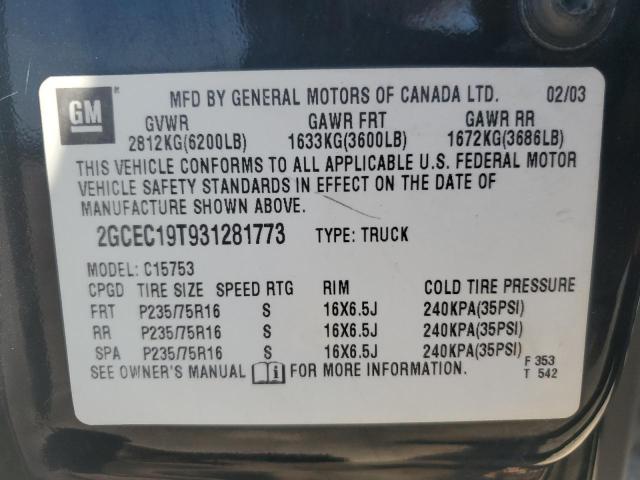 GM ® MFD BY GENERAL MOTORS OF CANADA LTD. 02/03
GVWR GAWR FRT GAWR RR
2812KG(6200LB) 1633KG(3600LB) 1672KG(3686LB)
THIS VEHICLE CONFORMS TO ALL APPLICABLE U.S. FEDERAL MOTOR
VEHICLE SAFETY STANDARDS IN EFFECT ON THE DATE OF
MANUFACTURE SHOWN ABOVE.
2GCEC19T931281773 TYPE: TRUCK
MODEL: C15753
CPGD TIRE SIZE SPEED RTG RIM COLD TIRE PRESSURE
FRT P235/75R16 S 16X6.5J 240KPA(35PSI)
RR P235/75R16 S 16X6.5J 240KPA(35PSI)
SPA P235/75R16 S 16X6.5J 240KPA(35PSI)
SEE OWNER'S MANUAL i FOR MORE INFORMATION.
F 353
T 542